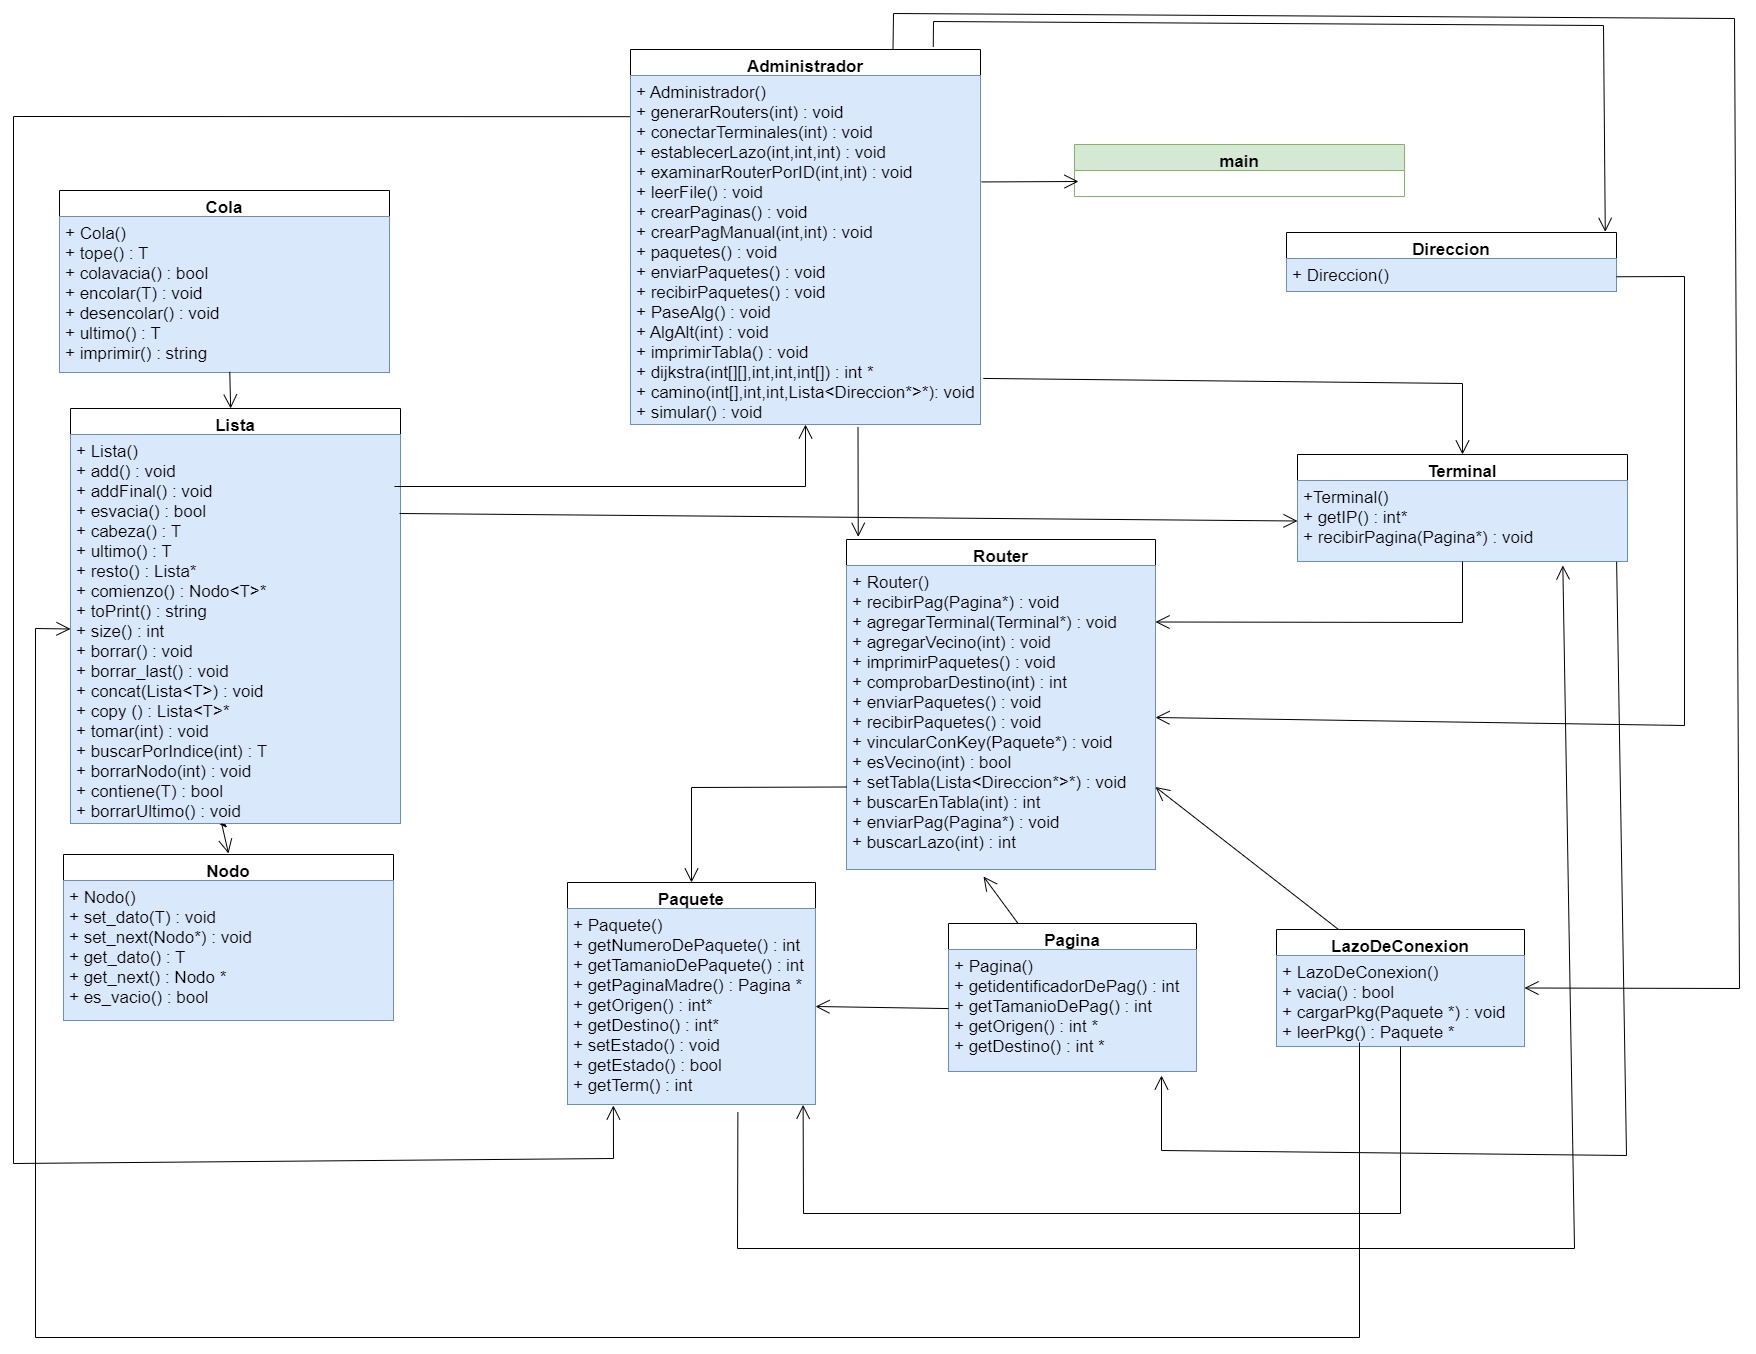 Administrador
+ Administrador()
+ generarRouters(int) : void
+ conectarTerminales(int) : void
+ establecerLazo(int,int,int) : void
+ examinarRouterPorID(int,int) : void
+ leerFile() : void
+ crearPaginas() : void
+ crearPagManual(int,int) : void
+ paquetes() : void
+ enviarPaquetes() : void
+ recibirPaquetes() : void
+ PaseAlg() : void
+ AlgAlt(int) : void
+ imprimirTabla() : void
+ dijkstra(int[][],int,int,int[]) : int *
+ camino(int[],int,int,Lista<Direccion*>*): void
+ simular() : void
main
Cola
+ Cola()
+ tope() : T
+ colavacia() : bool
+ encolar(T) : void
+ desencolar() : void
+ ultimo() : T
+ imprimir() : string
Direccion
+ Direccion()
Lista
+ Lista()
+ add() : void
+ addFinal() : void
+ esvacia() : bool
+ cabeza() : T
+ ultimo() : T
+ resto() : Lista*
+ comienzo() : Nodo<T>*
+ toPrint() : string
+ size() : int
+ borrar() : void
+ borrar_last() : void
+ concat(Lista<T>) : void
+ copy () : Lista<T>*
+ tomar(int) : void
+ buscarPorIndice(int) : T
+ borrarNodo(int) : void
+ contiene(T) : bool
+ borrarUltimo() : void
Terminal
+Terminal()
+ getIP() : int*
+ recibirPagina(Pagina*) : void
Router
+ Router()
+ recibirPag(Pagina*) : void
+ agregarTerminal(Terminal*) : void
+ agregarVecino(int) : void
+ imprimirPaquetes() : void
+ comprobarDestino(int) : int
+ enviarPaquetes() : void
+ recibirPaquetes() : void
+ vincularConKey(Paquete*) : void
+ esVecino(int) : bool
+ setTabla(Lista<Direccion*>*) : void
+ buscarEnTabla(int) : int
+ enviarPag(Pagina*) : void
+ buscarLazo(int) : int
Nodo
+ Nodo()
+ set_dato(T) : void
+ set_next(Nodo*) : void
+ get_dato() : T
+ get_next() : Nodo *
+ es_vacio() : bool
Paquete
+ Paquete()
+ getNumeroDePaquete() : int
+ getTamanioDePaquete() : int
+ getPaginaMadre() : Pagina *
+ getOrigen() : int*
+ getDestino() : int*
+ setEstado() : void
+ getEstado() : bool
+ getTerm() : int
Pagina
+ Pagina()
+ getidentificadorDePag() : int
+ getTamanioDePag() : int
+ getOrigen() : int *
+ getDestino() : int *
LazoDeConexion
+ LazoDeConexion()
+ vacia() : bool
+ cargarPkg(Paquete *) : void
+ leerPkg() : Paquete *